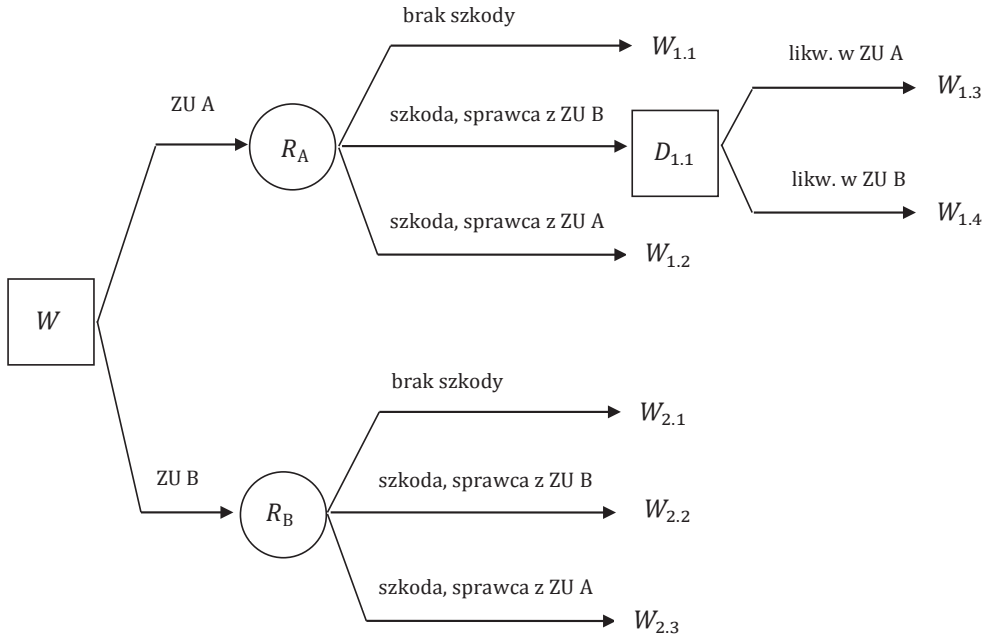 brak szkody
W1.1
likw. w ZU A
W1.3
ZU A
szkoda, sprawca z ZU B
RA
D1.1
likw. w ZU B
W1.4
szkoda, sprawca z ZU A
W1.2
W
brak szkody
W2.1
ZU B
szkoda, sprawca z ZU B
RB
W2.2
szkoda, sprawca z ZU A
W2.3